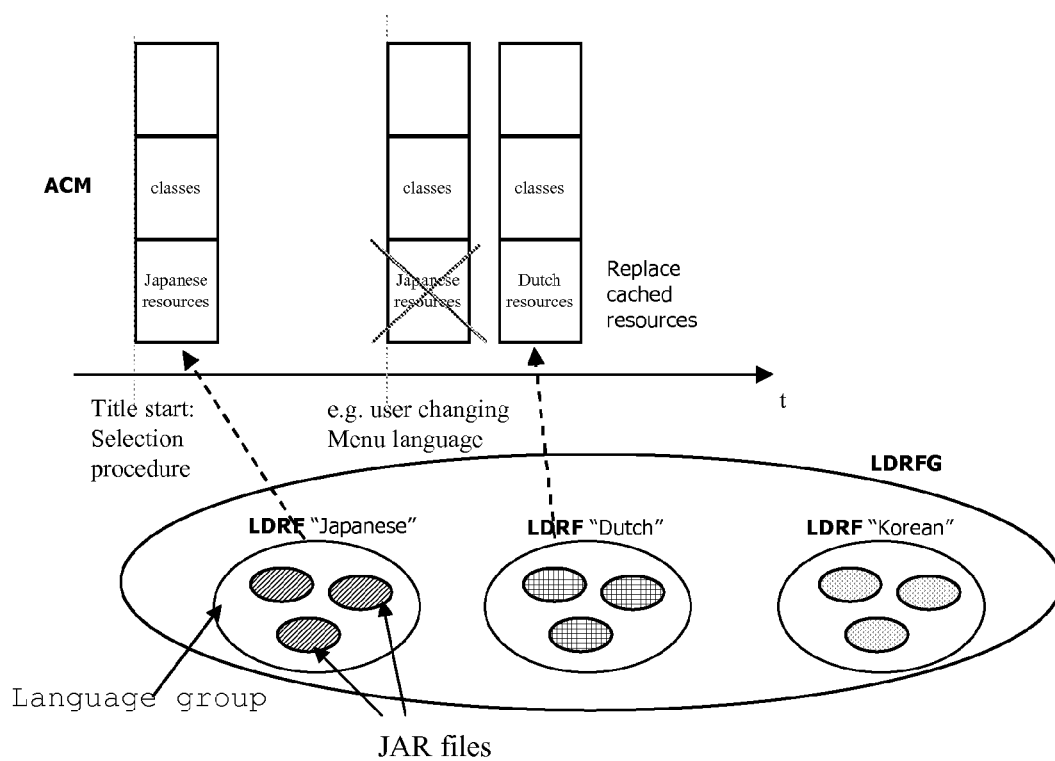 ACM
classes
Japanese
resources
classes
Japanese
resources
classes
Dutch
resources
Replace
cached
resources
t
Title start:
Selection
procedure
e.g. user changing
Menu language
LDRFG
LDRF “Japanese”
LDRF “Dutch”
LDRF “Korean”
Language group
JAR files